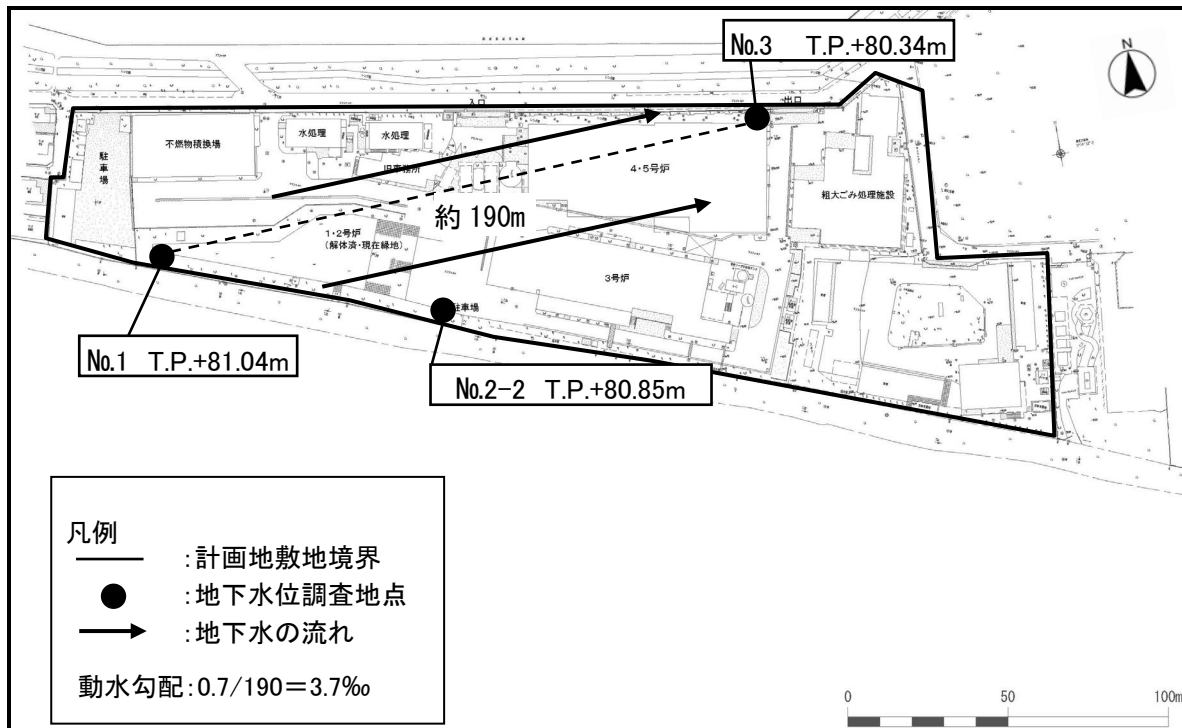 No.3 T.P.+80.34m
N
入口
出口
不燃物積換場
水処理
水処理
駐車場
旧事務所
4・5号炉
粗大ごみ処理施設
約 190m
1・2号炉
(解体済・現在緑地)
3号炉
駐車場
No.1 T.P.+81.04m
No.2-2 T.P.+80.85m
凡例
:計画地敷地境界
:地下水位調査地点
:地下水の流れ
動水勾配:0.7/190=3.7‰
0 50 100m